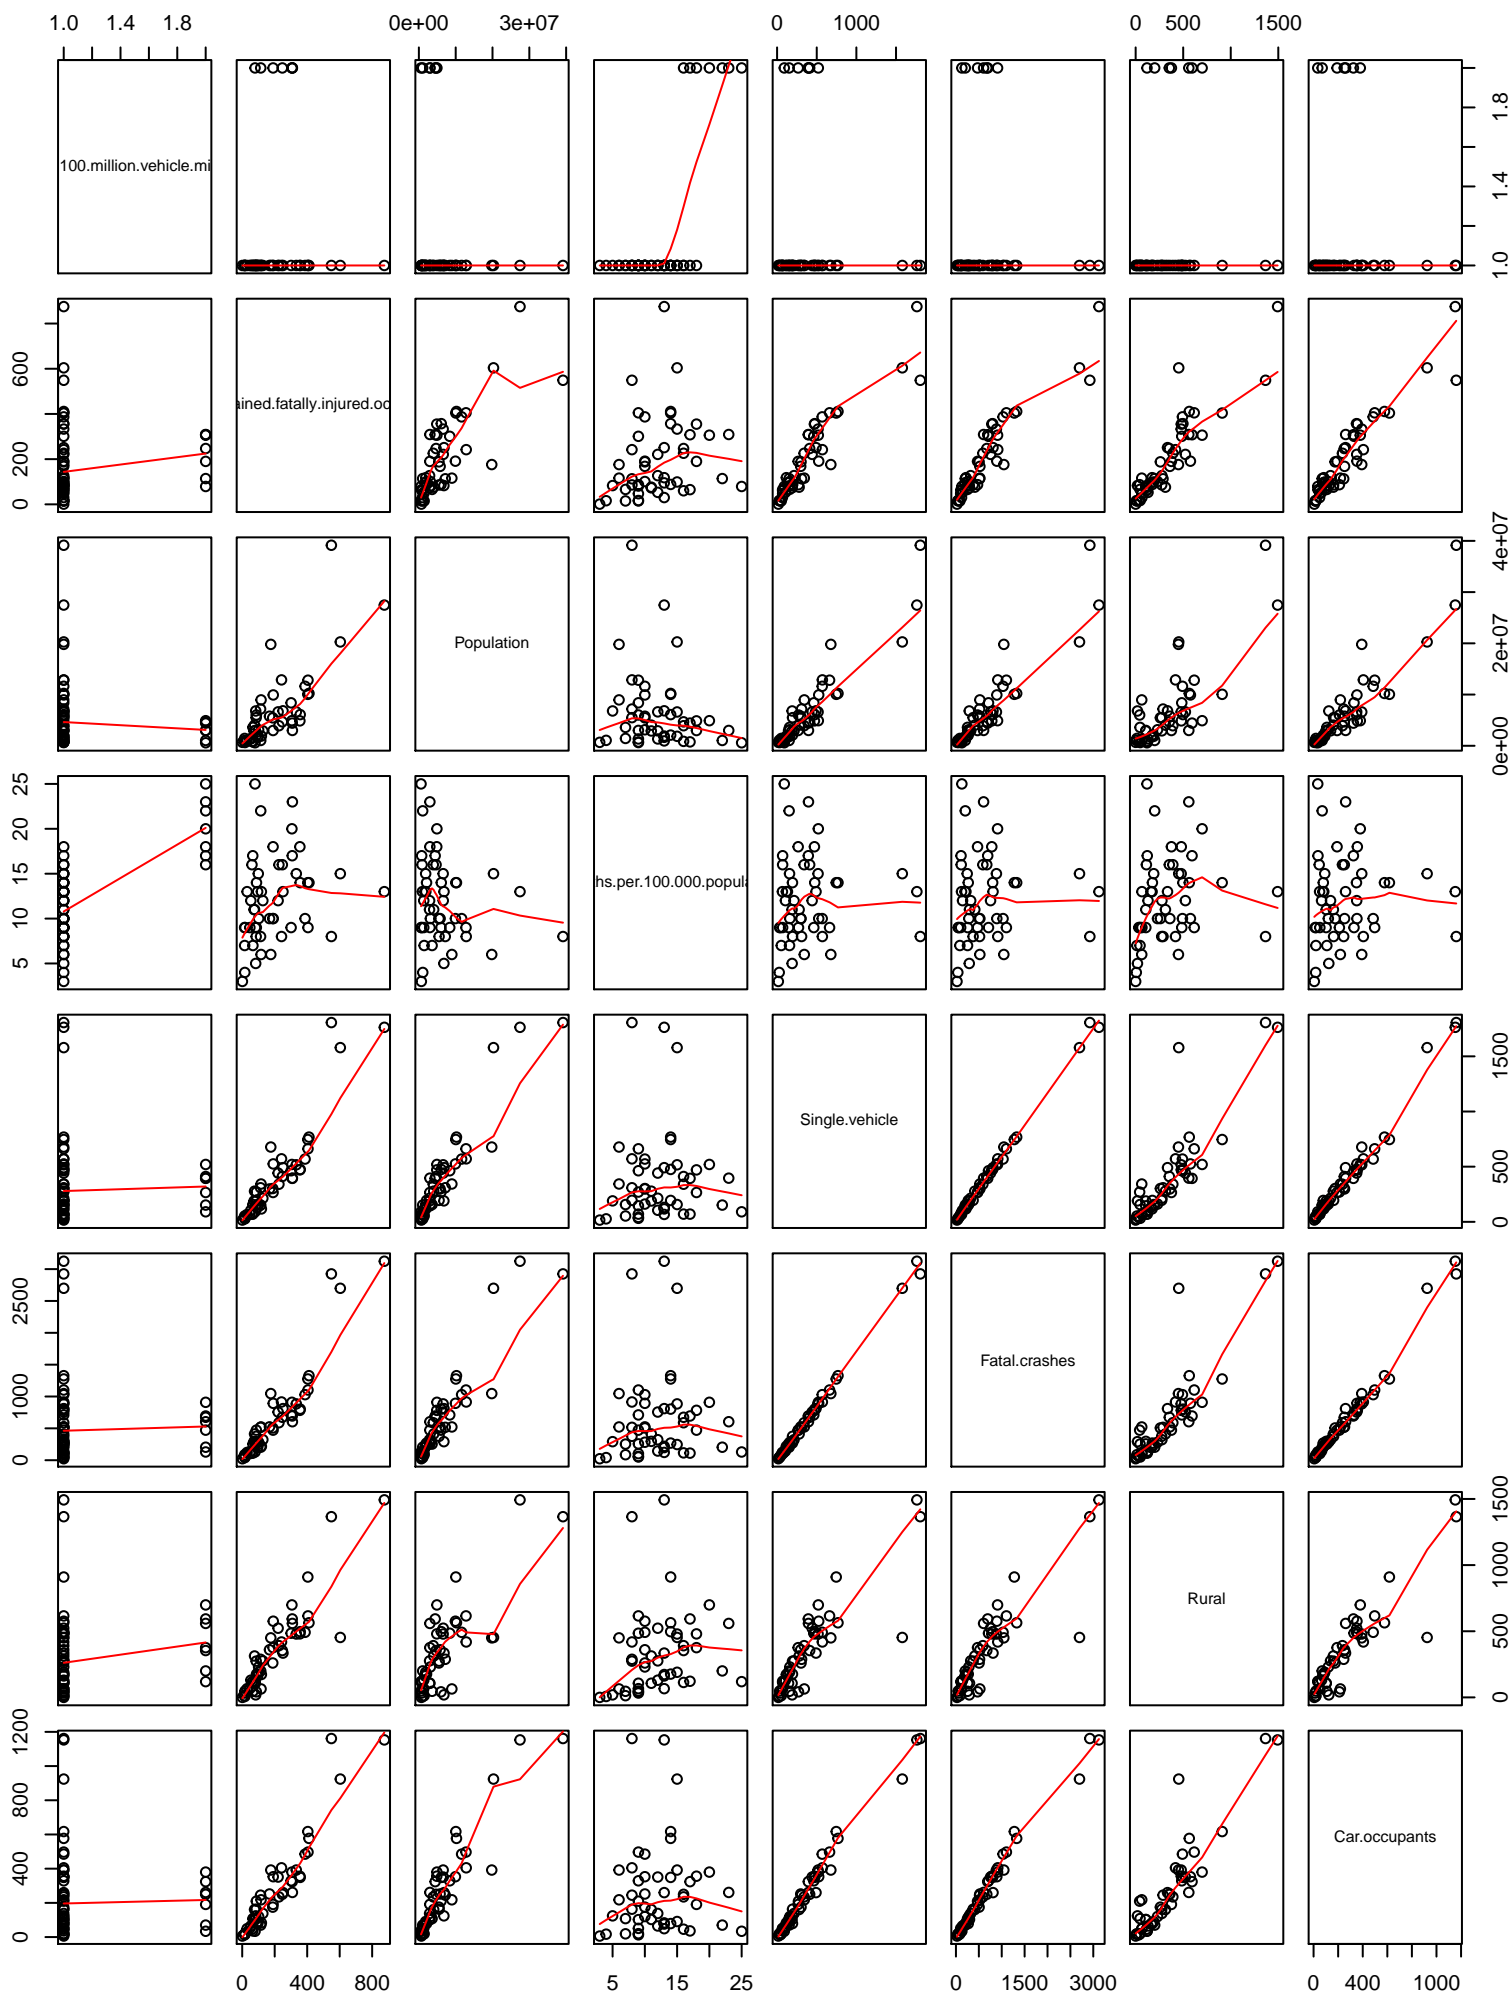 1.0 1.4 1.8 0e+00 3e+07 0 1000 0 500 1500
100.million.vehicle.mi
1.0 1.4 1.8
ained.fatally.injured.oc
0 200 600
Population
0e+00 2e+07 4e+07
hs.per.100.000.popula
5 10 15 20 25
Single.vehicle
0 500 1500
Fatal.crashes
0 1000 2500
Rural
0 500 1000 1500
Car.occupants
0 400 800 1200
0 400 800 5 15 25 0 1500 3000 0 400 1000